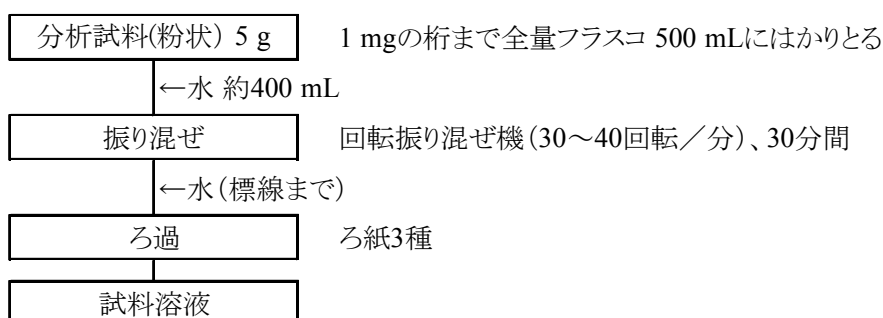 分析試料(粉状) 5 g　1 mgの桁まで全量フラスコ 500 mLにはかりとる
←水 約400 mL
振り混ぜ　回転振り混ぜ機(30～40回転／分)、30分間
←水(標線まで)
ろ過　ろ紙3種
試料溶液